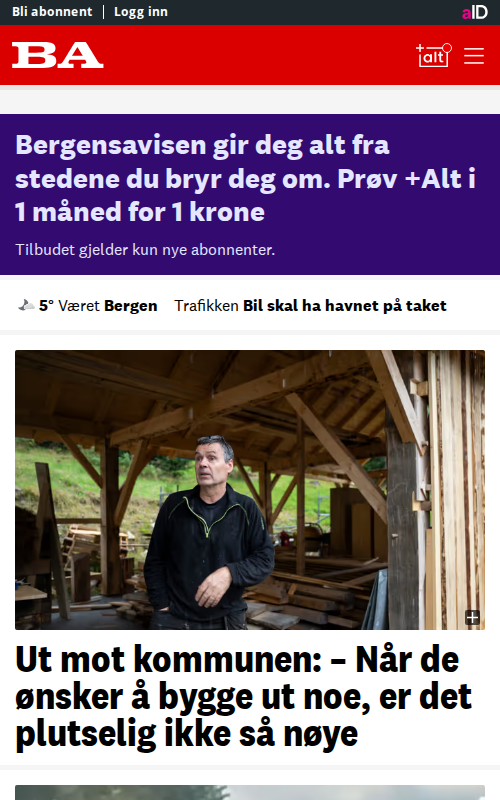 Bli abonnent | Logg inn
aID
BA
+alt
Bergensavisen gir deg alt fra
stedene du bryr deg om. Prøv +Alt i
1 måned for 1 krone
Tilbudet gjelder kun nye abonnenter.
5° Været Bergen Trafikken Bil skal ha havnet på taket
Ut mot kommunen: – Når de
ønsker å bygge ut noe, er det
plutselig ikke så nøye